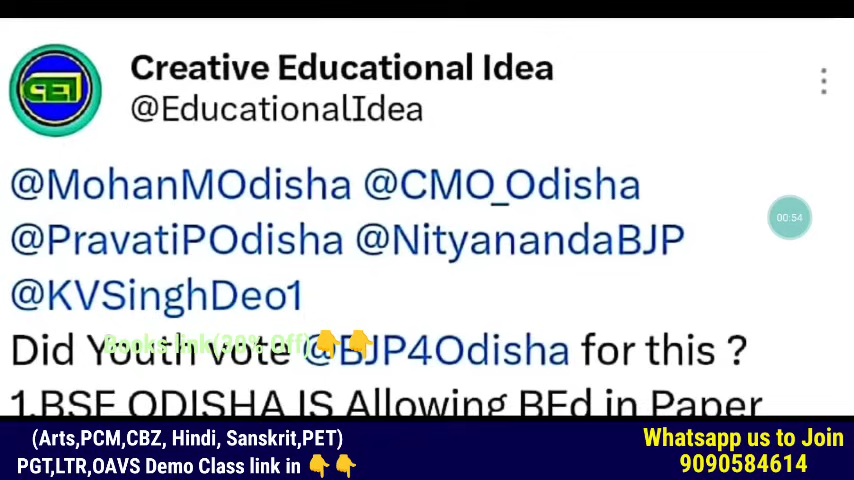 Creative Educational Idea
@EducationalIdea
@MohanMOdisha @CMO_Odisha
00:54
@PravatiPOdisha @NityanandaBJP
@KVSinghDeo1
Books link(30% Off)👇👇
Did Youth vote @BJP4Odisha for this ?
1.BSE ODISHA IS Allowing BEd in Paper
(Arts,PCM,CBZ, Hindi, Sanskrit,PET)
PGT,LTR,OAVS Demo Class link in 👇👇
Whatsapp us to Join
9090584614